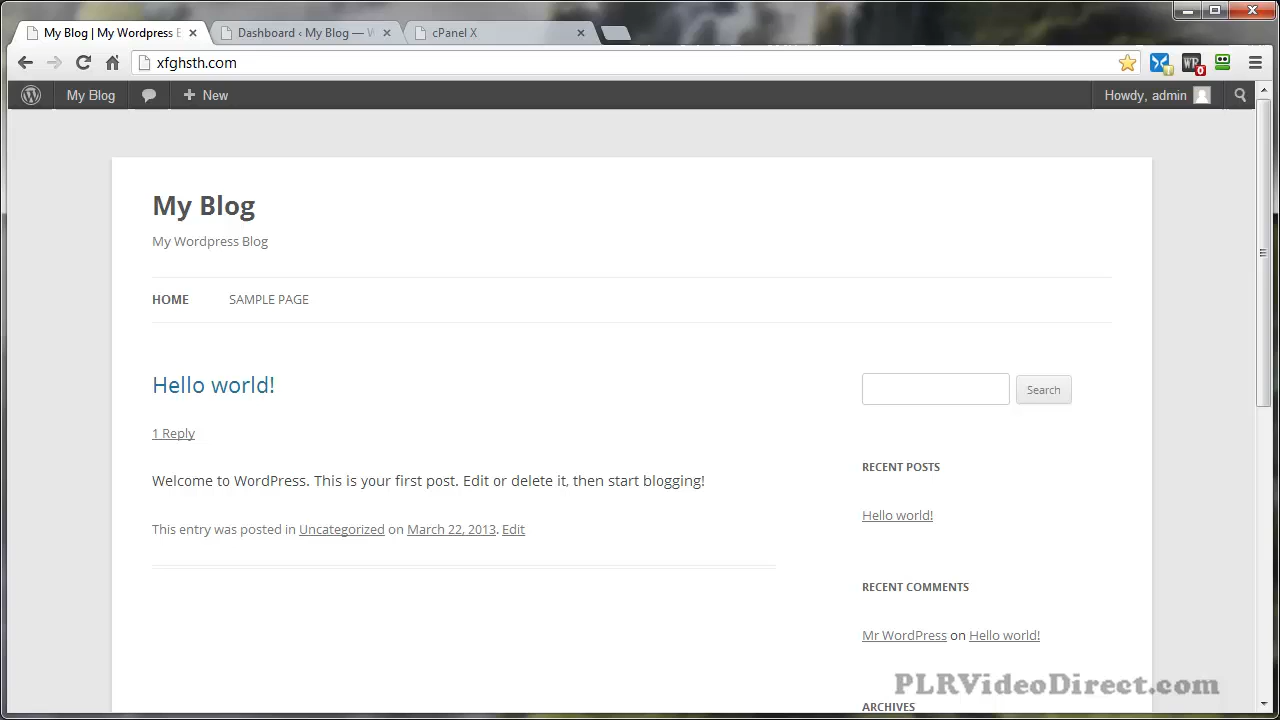 My Blog | My Wordpress B
Dashboard ‹ My Blog — W
cPanel X
xfghsth.com
WR
0
My Blog
New
Howdy, admin
My Blog
My Wordpress Blog
HOME SAMPLE PAGE
Hello world!
Search
1 Reply
RECENT POSTS
Welcome to WordPress. This is your first post. Edit or delete it, then start blogging!
Hello world!
This entry was posted in Uncategorized on March 22, 2013. Edit
RECENT COMMENTS
Mr WordPress on Hello world!
PLRVideoDirect.com
ARCHIVES